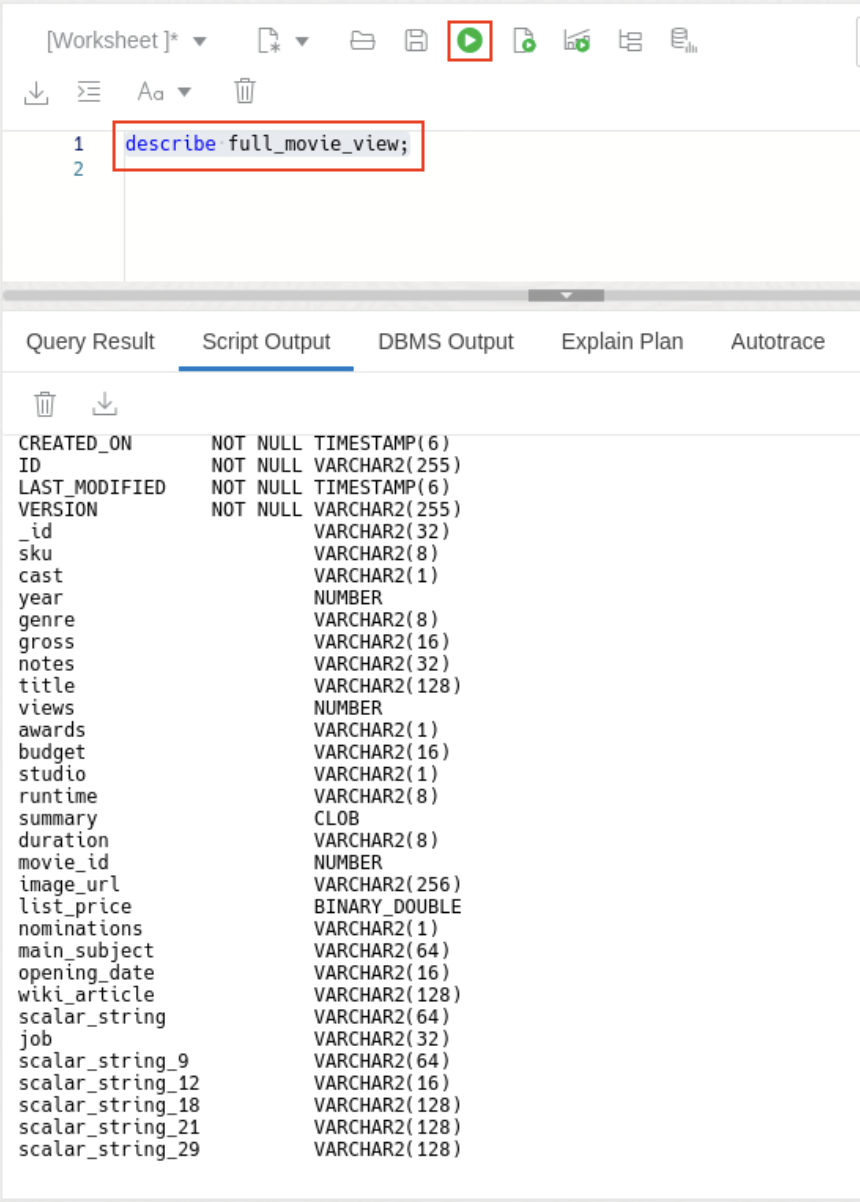 [Worksheet ]*
Aa
1 describe full_movie_view;
2
Query Result Script Output DBMS Output Explain Plan Autotrace
CREATED_ON NOT NULL TIMESTAMP(6)
ID NOT NULL VARCHAR2(255)
LAST_MODIFIED NOT NULL TIMESTAMP(6)
VERSION NOT NULL VARCHAR2(255)
_id VARCHAR2(32)
sku VARCHAR2(8)
cast VARCHAR2(1)
year NUMBER
genre VARCHAR2(8)
gross VARCHAR2(16)
notes VARCHAR2(32)
title VARCHAR2(128)
views NUMBER
awards VARCHAR2(1)
budget VARCHAR2(16)
studio VARCHAR2(1)
runtime VARCHAR2(8)
summary CLOB
duration VARCHAR2(8)
movie_id NUMBER
image_url VARCHAR2(256)
list_price BINARY_DOUBLE
nominations VARCHAR2(1)
main_subject VARCHAR2(64)
opening_date VARCHAR2(16)
wiki_article VARCHAR2(128)
scalar_string VARCHAR2(64)
job VARCHAR2(32)
scalar_string_9 VARCHAR2(64)
scalar_string_12 VARCHAR2(16)
scalar_string_18 VARCHAR2(128)
scalar_string_21 VARCHAR2(128)
scalar_string_29 VARCHAR2(128)